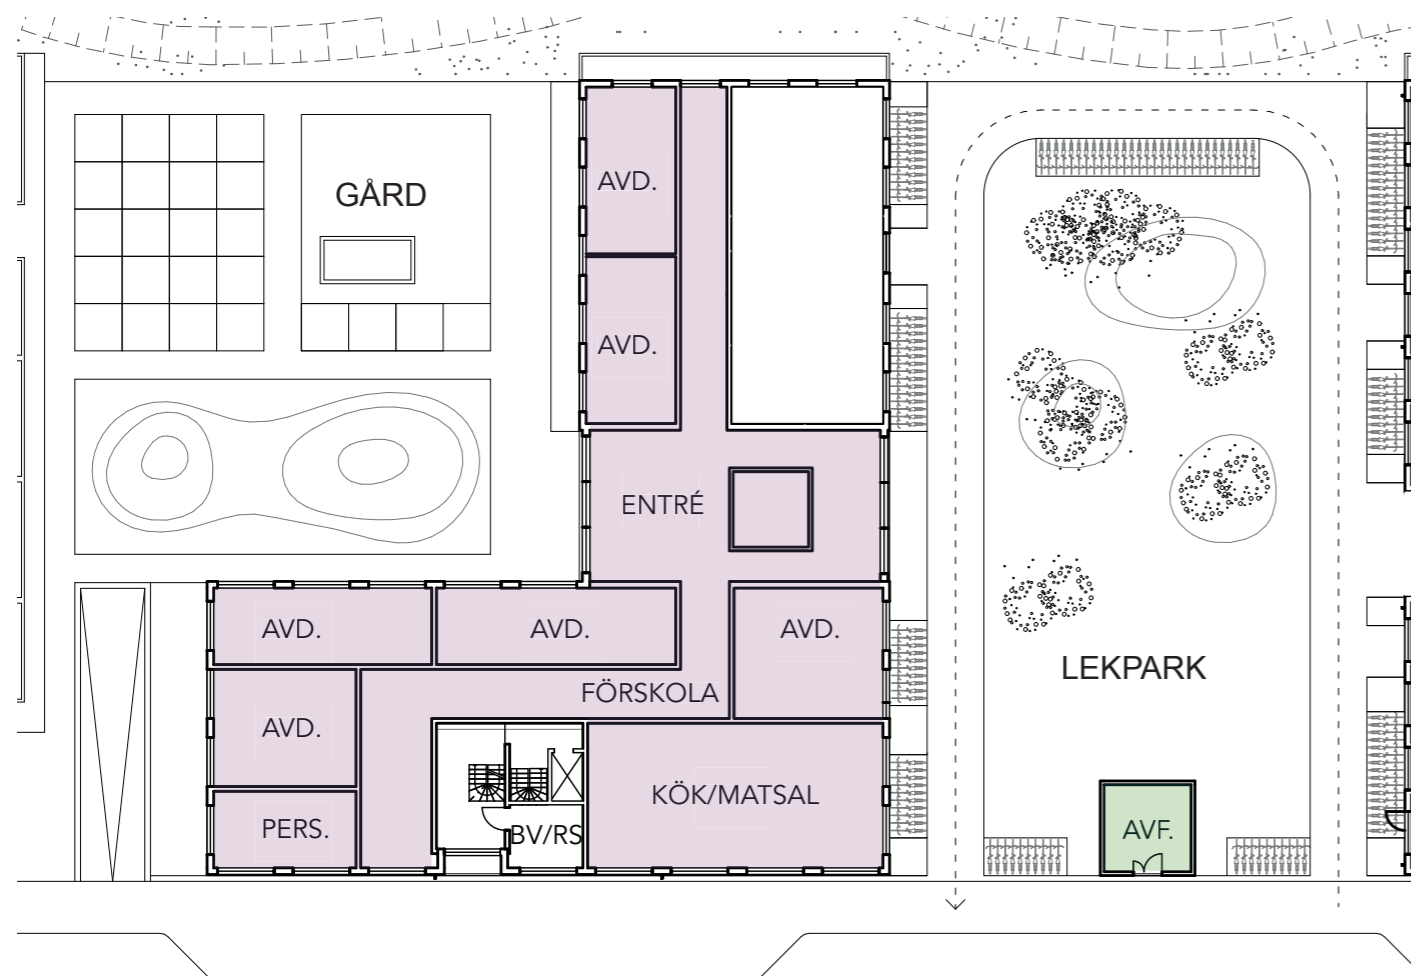 AVD.
GÅRD
AVD.
ENTRÉ
AVD.
AVD.
AVD.
LEKPARK
FÖRSKOLA
AVD.
KÖK/MATSAL
PERS.
BV/RS
AVF.